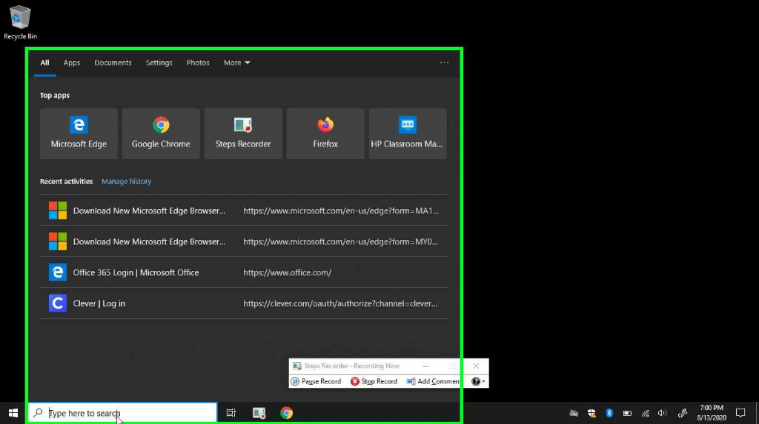 Recycle Bin
All Apps Documents Settings Photos More ...
Top apps
Microsoft Edge Google Chrome Steps Recorder Firefox HP Classroom Ma...
Recent activities Manage history
Download New Microsoft Edge Browser... https://www.microsoft.com/en-us/edge?form=MA1...
Download New Microsoft Edge Browser... https://www.microsoft.com/en-us/edge?form=MY0...
Office 365 Login | Microsoft Office https://www.office.com/
Clever | Log in https://clever.com/oauth/authorize?channel=clever...
Steps Recorder - Recording Now
Pause Record Stop Record Add Comment
Type here to search
7:00 PM
8/13/2020